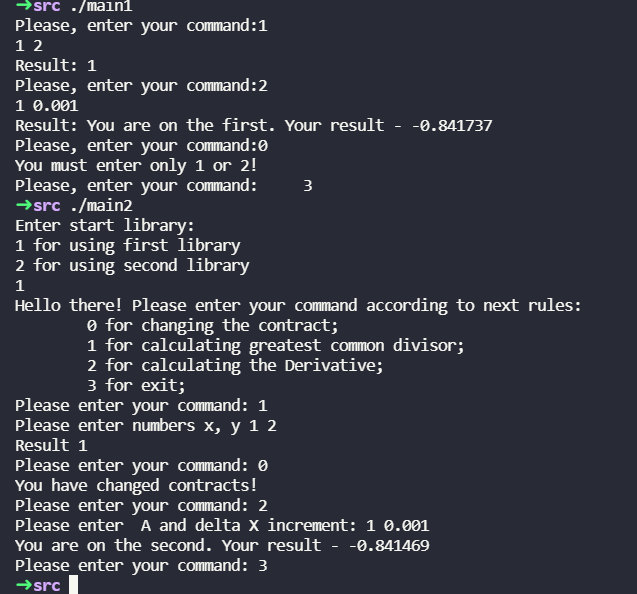 ➜src ./main1
Please, enter your command:1
1 2
Result: 1
Please, enter your command:2
1 0.001
Result: You are on the first. Your result - -0.841737
Please, enter your command:0
You must enter only 1 or 2!
Please, enter your command:     3
➜src ./main2
Enter start library:
1 for using first library
2 for using second library
1
Hello there! Please enter your command according to next rules:
        0 for changing the contract;
        1 for calculating greatest common divisor;
        2 for calculating the Derivative;
        3 for exit;
Please enter your command: 1
Please enter numbers x, y 1 2
Result 1
Please enter your command: 0
You have changed contracts!
Please enter your command: 2
Please enter  A and delta X increment: 1 0.001
You are on the second. Your result - -0.841469
Please enter your command: 3
➜src